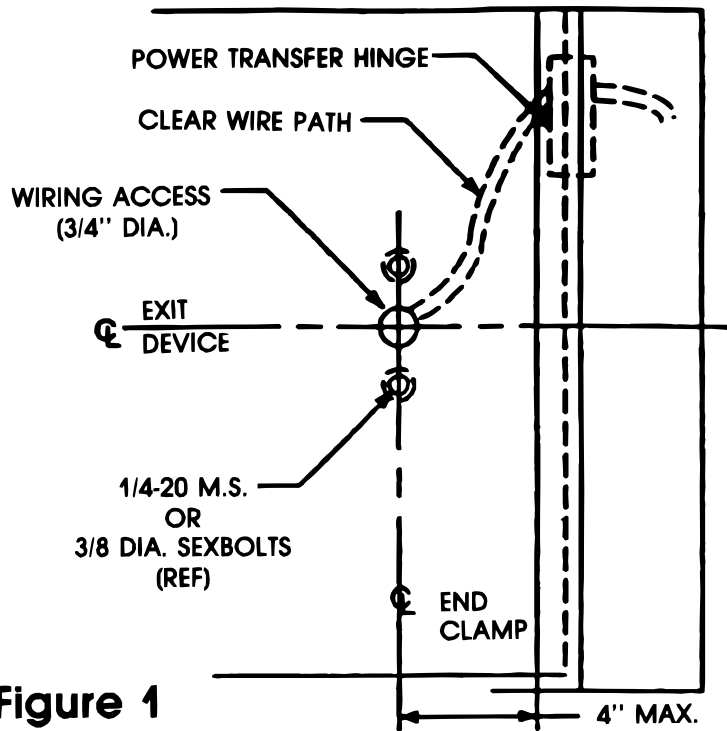 POWER TRANSFER HINGE
CLEAR WIRE PATH
WIRING ACCESS
(3/4" DIA.)
℄ EXIT
DEVICE
1/4-20 M.S.
OR
3/8 DIA. SEXBOLTS
(REF)
℄ END
CLAMP
Figure 1
4" MAX.